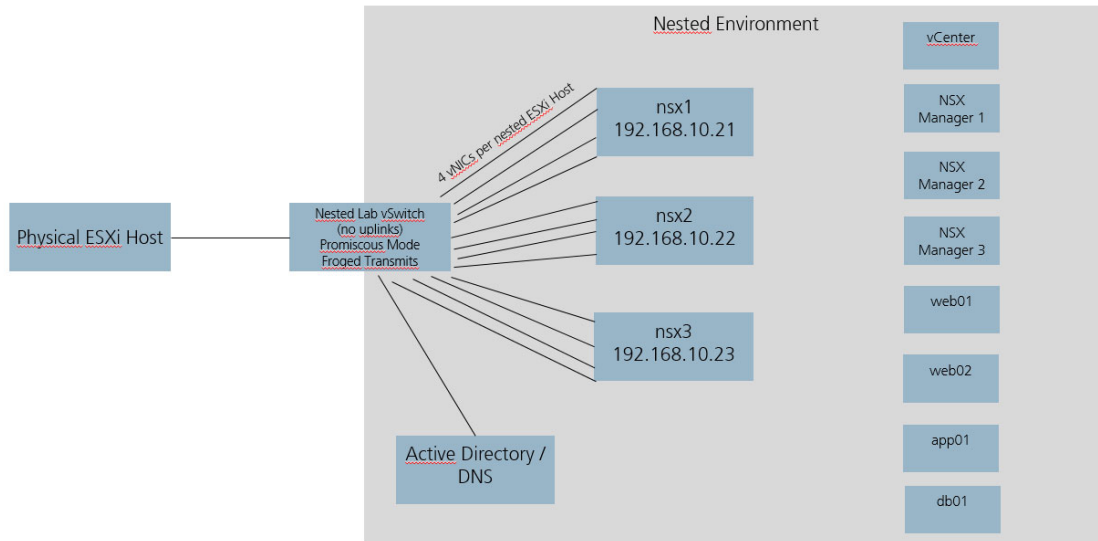 Nested Environment
4 vNICs per nested ESXi Host
Physical ESXi Host
Nested Lab vSwitch
(no uplinks)
Promiscous Mode
Froged Transmits
nsx1
192.168.10.21
nsx2
192.168.10.22
nsx3
192.168.10.23
Active Directory /
DNS
vCenter
NSX
Manager 1
NSX
Manager 2
NSX
Manager 3
web01
web02
app01
db01